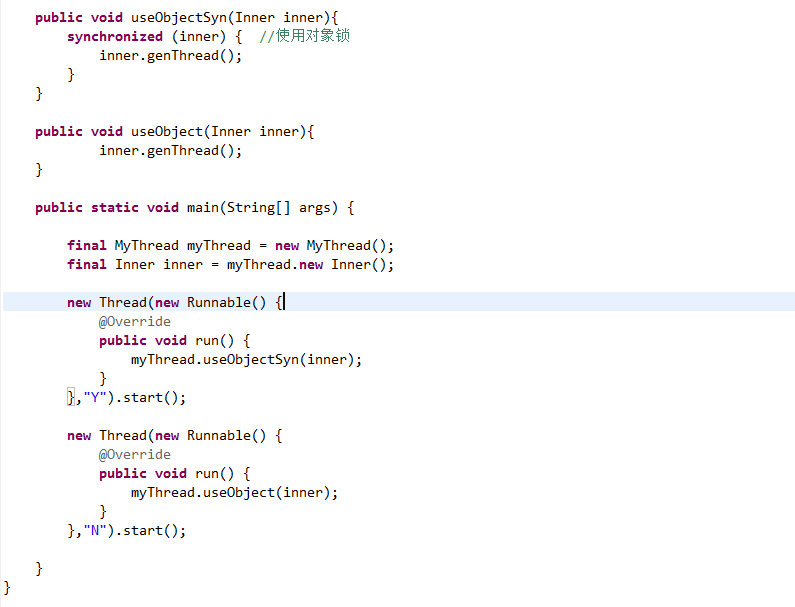 public void useObjectSyn(Inner inner){
synchronized (inner) {  //使用对象锁
inner.genThread();
}
}
public void useObject(Inner inner){
inner.genThread();
}
public static void main(String[] args) {
final MyThread myThread = new MyThread();
final Inner inner = myThread.new Inner();
new Thread(new Runnable() {
@Override
public void run() {
myThread.useObjectSyn(inner);
}
},"Y").start();
new Thread(new Runnable() {
@Override
public void run() {
myThread.useObject(inner);
}
},"N").start();
}
}